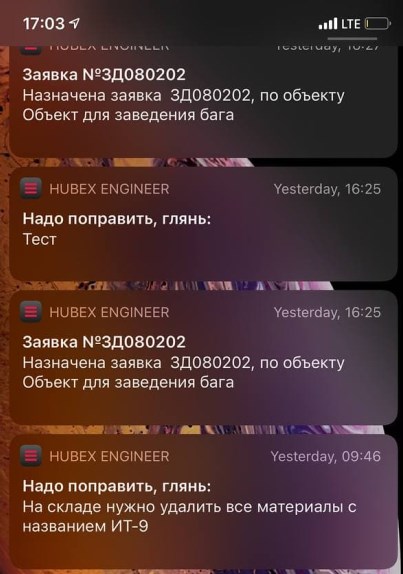 17:03 LTE
HUBEX ENGINEER Yesterday, 16:27
Заявка №ЗД080202
Назначена заявка ЗД080202, по объекту
Объект для заведения бага
HUBEX ENGINEER Yesterday, 16:25
Надо поправить, глянь:
Тест
HUBEX ENGINEER Yesterday, 16:25
Заявка №ЗД080202
Назначена заявка ЗД080202, по объекту
Объект для заведения бага
HUBEX ENGINEER Yesterday, 09:46
Надо поправить, глянь:
На складе нужно удалить все материалы с
названием ИТ-9